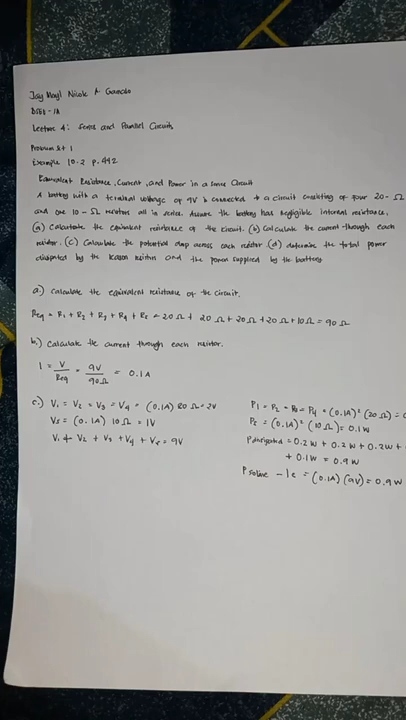 Jay Mayl Nicole A Gamale
BSED - 1A
Lecture 4: Series and Parallel Circuits
Problem Set 1
Example 10.2 p. 442
Equivalent Resistance, Current, and Power in a Series Circuit
A battery with a terminal voltage of 9V is connected to a circuit consisting of four 20-Ω
and one 10-Ω resistors all in series. Assume the battery has negligible internal resistance.
(a) Calculate the equivalent resistance of the circuit. (b) Calculate the current through each
resistor. (c) Calculate the potential drop across each resistor (d) determine the total power
dissipated by the resistors and the power supplied by the battery
a.) Calculate the equivalent resistance of the circuit.
Req = R1 + R2 + R3 + R4 + R5 = 20Ω + 20Ω + 20Ω + 20Ω + 10Ω = 90Ω
b.) Calculate the current through each resistor.
I = V/Req = 9V/90Ω = 0.1A
c.) V1 = V2 = V3 = V4 = (0.1A) 20Ω = 2V
V5 = (0.1A) 10Ω = 1V
V1 + V2 + V3 + V4 + V5 = 9V
P1 = P2 = P3 = P4 = (0.1A)² (20Ω) =
P5 = (0.1A)² (10Ω) = 0.1W
P dissipated = 0.2W + 0.2W + 0.2W +
+ 0.1W = 0.9W
P = (0.1A) (9V) = 0.9W